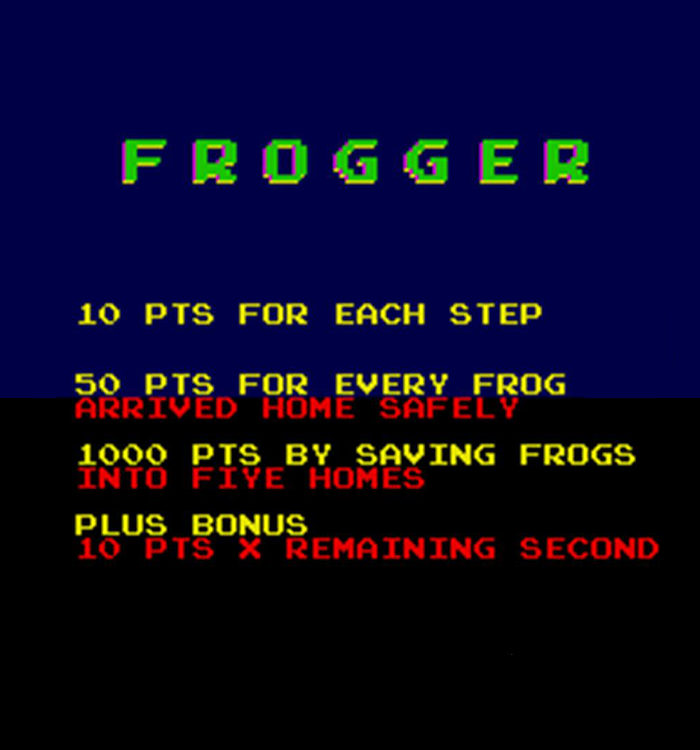 FROGGER
10 PTS FOR EACH STEP
50 PTS FOR EVERY FROG
ARRIVED HOME SAFELY
1000 PTS BY SAVING FROGS
INTO FIVE HOMES
PLUS BONUS
10 PTS X REMAINING SECOND